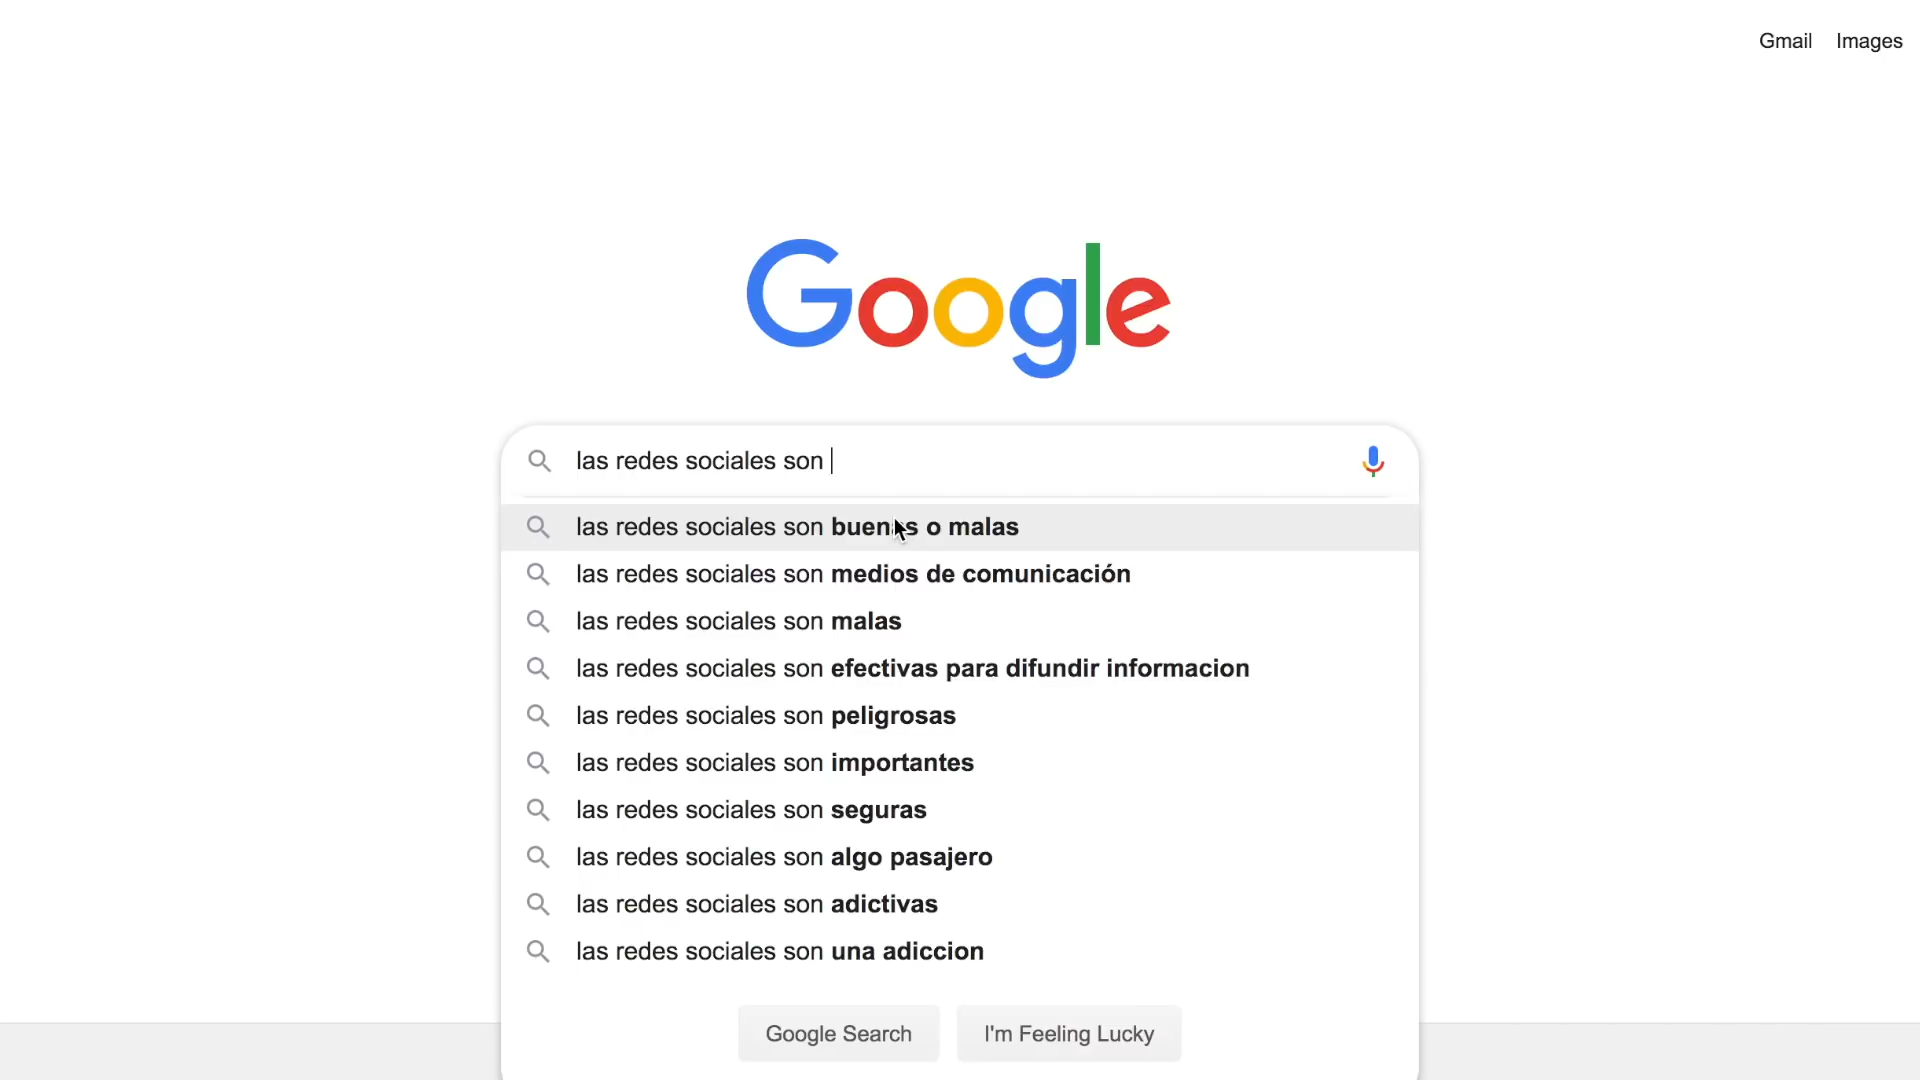 Gmail Images
Google
las redes sociales son
las redes sociales son buenas o malas
las redes sociales son medios de comunicación
las redes sociales son malas
las redes sociales son efectivas para difundir informacion
las redes sociales son peligrosas
las redes sociales son importantes
las redes sociales son seguras
las redes sociales son algo pasajero
las redes sociales son adictivas
las redes sociales son una adiccion
Google Search I'm Feeling Lucky